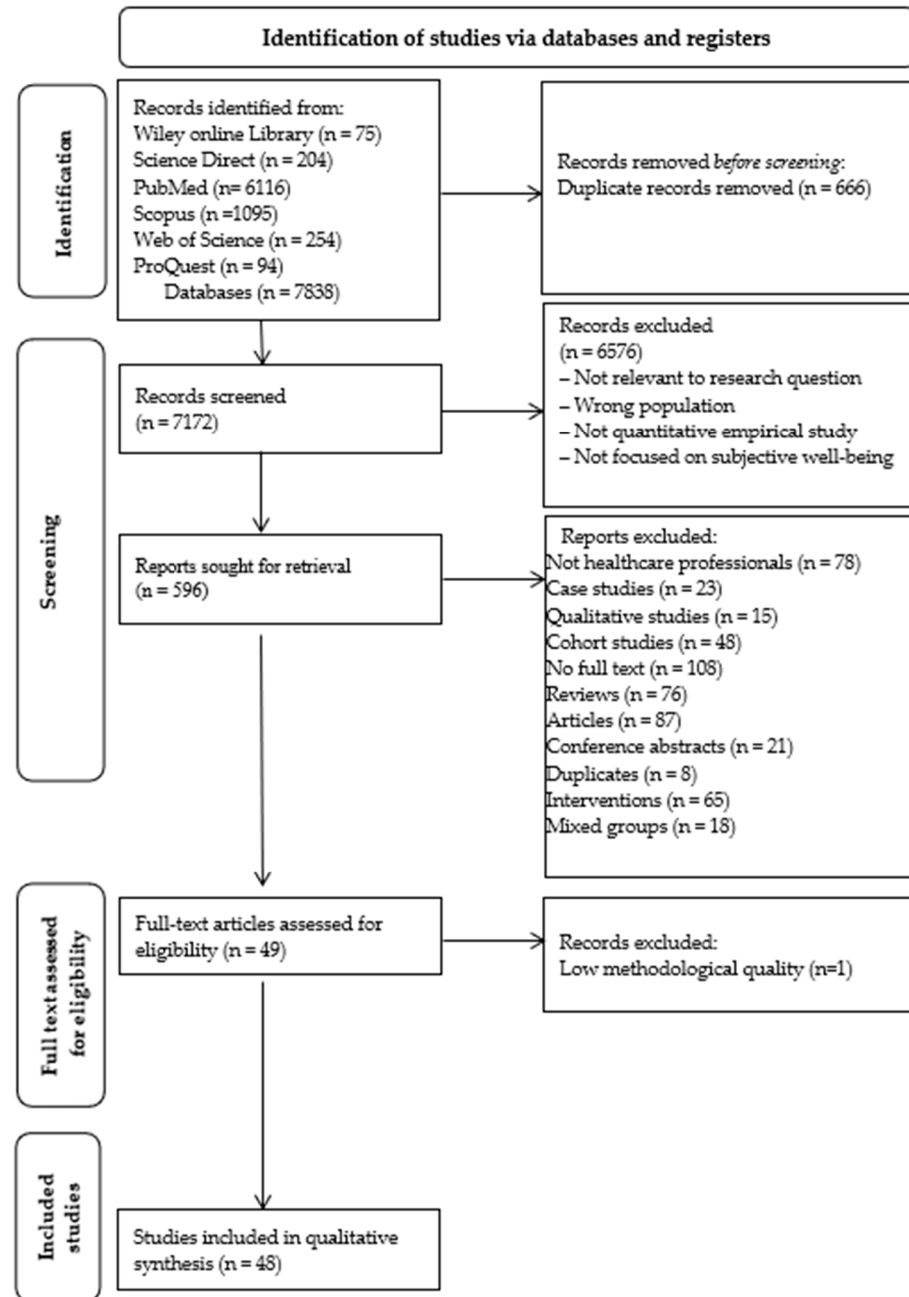 Identification of studies via databases and registers
Identification
Records identified from:
Wiley online Library (n = 75)
Science Direct (n = 204)
PubMed (n= 6116)
Scopus (n =1095)
Web of Science (n = 254)
ProQuest (n = 94)
Databases (n = 7838)
Records removed before screening:
Duplicate records removed (n = 666)
Screening
Records screened
(n = 7172)
Records excluded
(n = 6576)
– Not relevant to research question
– Wrong population
– Not quantitative empirical study
– Not focused on subjective well-being
Reports sought for retrieval
(n = 596)
Reports excluded:
Not healthcare professionals (n = 78)
Case studies (n = 23)
Qualitative studies (n = 15)
Cohort studies (n = 48)
No full text (n = 108)
Reviews (n = 76)
Articles (n = 87)
Conference abstracts (n = 21)
Duplicates (n = 8)
Interventions (n = 65)
Mixed groups (n = 18)
Full text assessed
for eligibility
Full-text articles assessed for
eligibility (n = 49)
Records excluded:
Low methodological quality (n=1)
Included
studies
Studies included in qualitative
synthesis (n = 48)